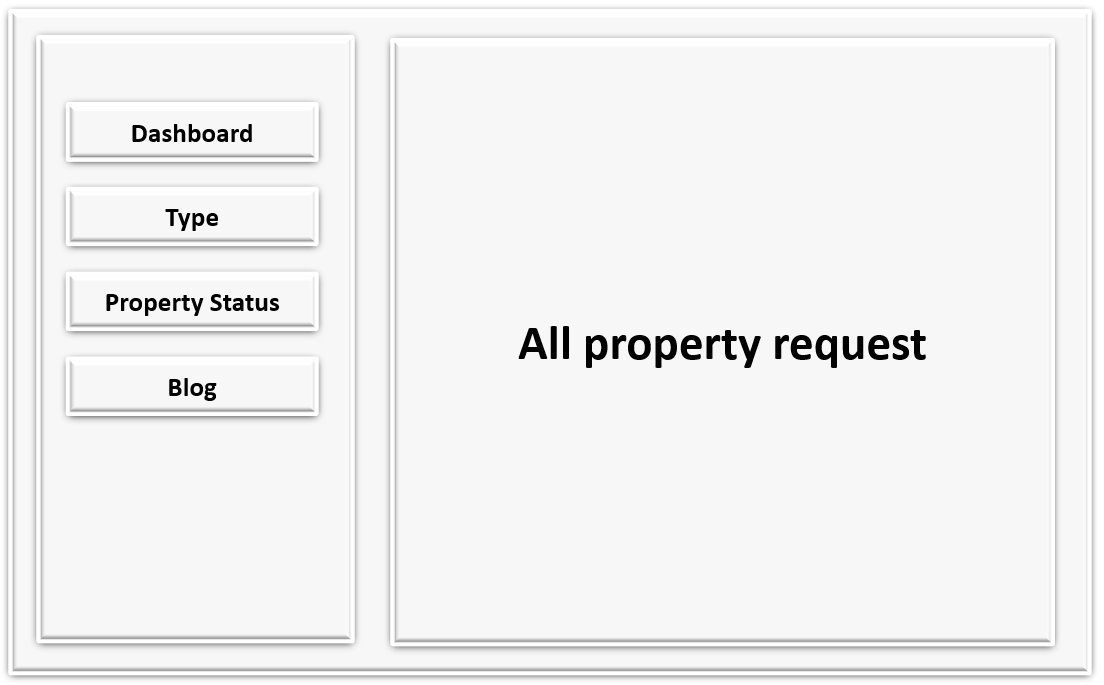 Dashboard
Type
Property Status
Blog
All property request